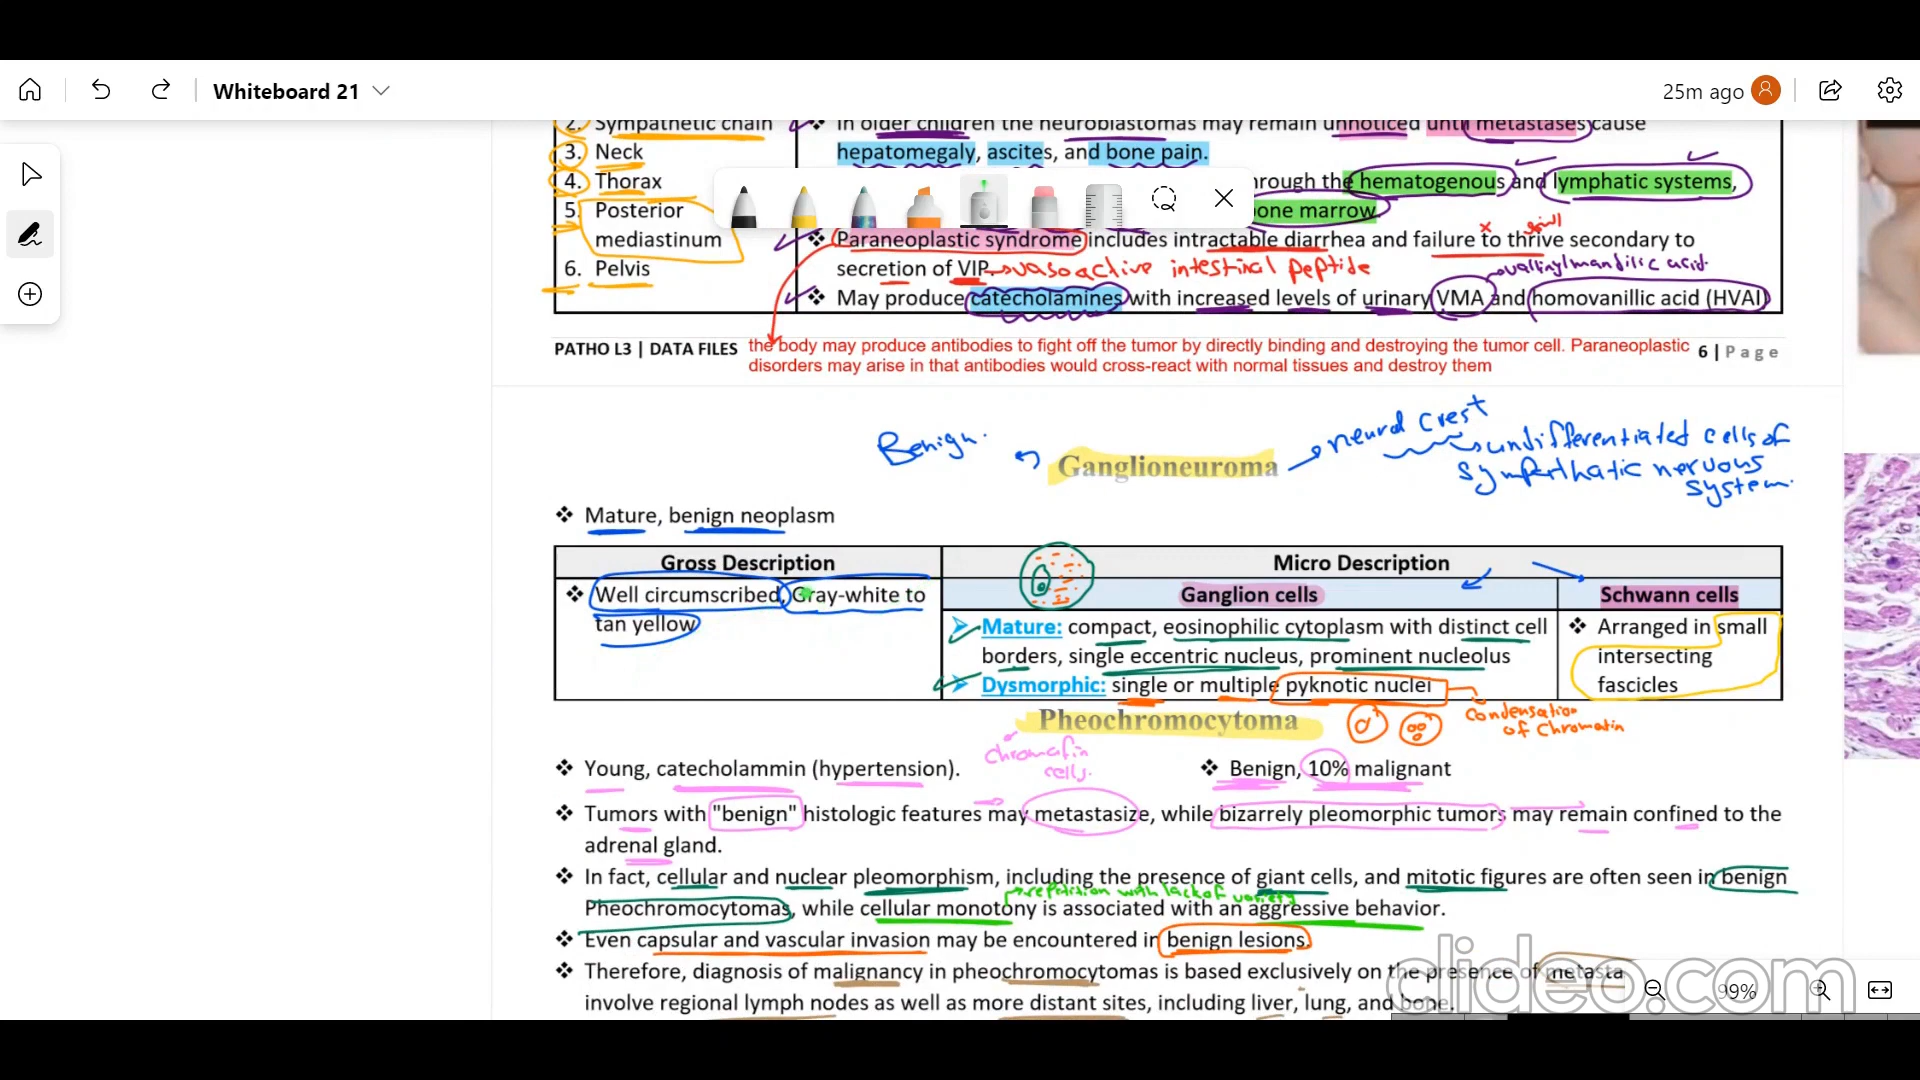 Whiteboard 21
25m ago
2. Sympathetic chain
3. Neck
4. Thorax
5. Posterior
mediastinum
6. Pelvis
❖ In older children the neuroblastomas may remain unnoticed until metastases cause
hepatomegaly, ascites, and bone pain.
hrough the hematogenous and lymphatic systems,
bone marrow.
❖ Paraneoplastic syndrome includes intractable diarrhea and failure to thrive secondary to
secretion of VIP → vasoactive intestinal peptide
vallinylmandilic acid.
❖ May produce catecholamines with increased levels of urinary VMA and homovanillic acid (HVA)
PATHO L3 | DATA FILES
the body may produce antibodies to fight off the tumor by directly binding and destroying the tumor cell. Paraneoplastic
disorders may arise in that antibodies would cross-react with normal tissues and destroy them
6 | Page
Benign.
Ganglioneuroma
neural crest
undifferentiated cells of
symperthatic nervous
system.
❖ Mature, benign neoplasm
Gross Description
Micro Description
❖ Well circumscribed, Gray-white to
tan yellow
Ganglion cells
Schwann cells
➢ Mature: compact, eosinophilic cytoplasm with distinct cell
borders, single eccentric nucleus, prominent nucleolus
➢ Dysmorphic: single or multiple pyknotic nuclei
❖ Arranged in small
intersecting
fascicles
Condensation
of Chromatin
Pheochromocytoma
chromafin
cells.
❖ Young, catecholammin (hypertension).
❖ Benign, 10% malignant
❖ Tumors with "benign" histologic features may metastasize, while bizarrely pleomorphic tumors may remain confined to the
adrenal gland.
❖ In fact, cellular and nuclear pleomorphism, including the presence of giant cells, and mitotic figures are often seen in benign
repetition with lack of variety
Pheochromocytomas, while cellular monotony is associated with an aggressive behavior.
❖ Even capsular and vascular invasion may be encountered in benign lesions.
❖ Therefore, diagnosis of malignancy in pheochromocytomas is based exclusively on the presence of metasta
involve regional lymph nodes as well as more distant sites, including liver, lung, and bone.
clideo.com
99%